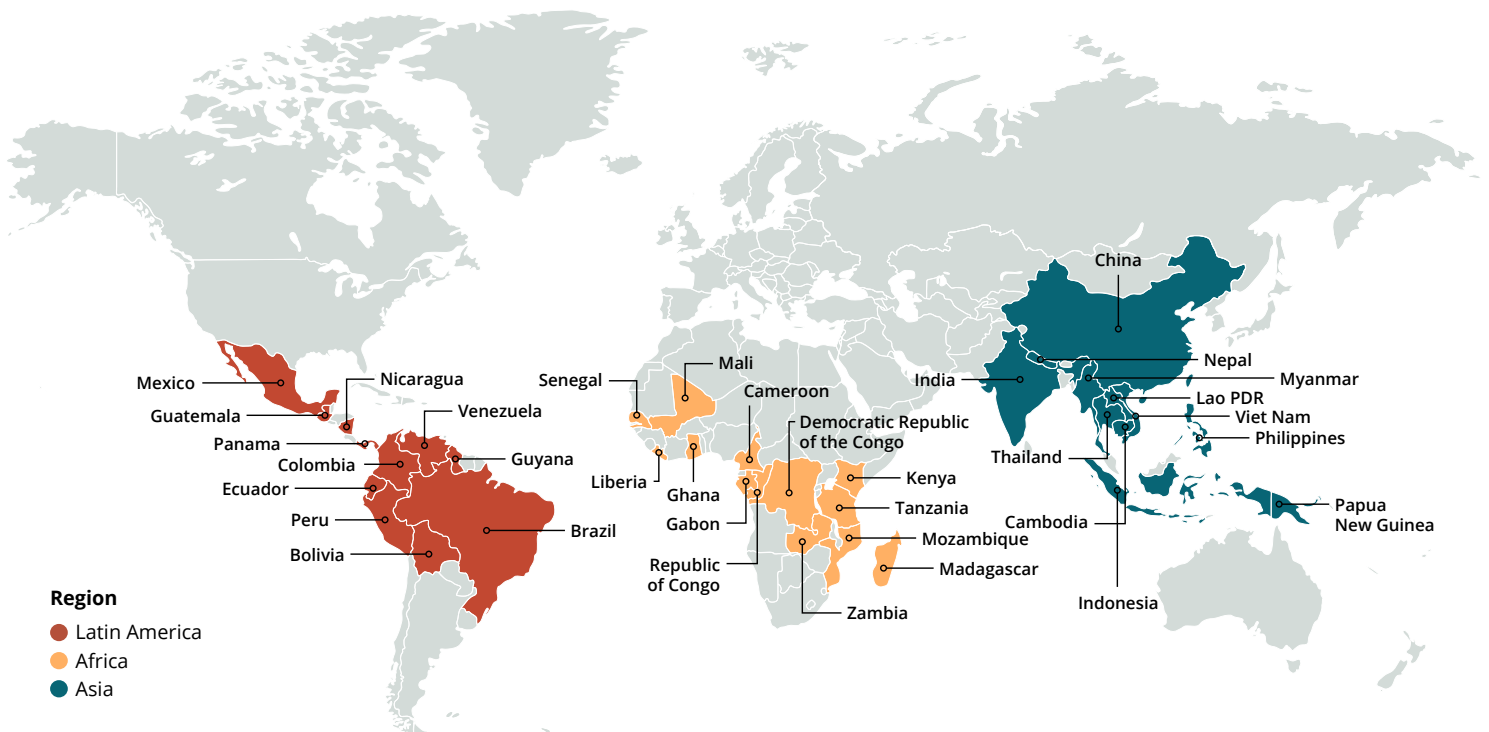 China
Nepal
Mali
Nicaragua
Senegal
India
Myanmar
Mexico
Cameroon
Lao PDR
Venezuela
Guatemala
Viet Nam
Democratic Republic
of the Congo
Panama
Philippines
Colombia
Guyana
Thailand
Liberia
Kenya
Ecuador
Ghana
Tanzania
Papua
New Guinea
Peru
Gabon
Cambodia
Brazil
Mozambique
Bolivia
Republic
of Congo
Madagascar
Region
Indonesia
Zambia
Latin America
Africa
Asia